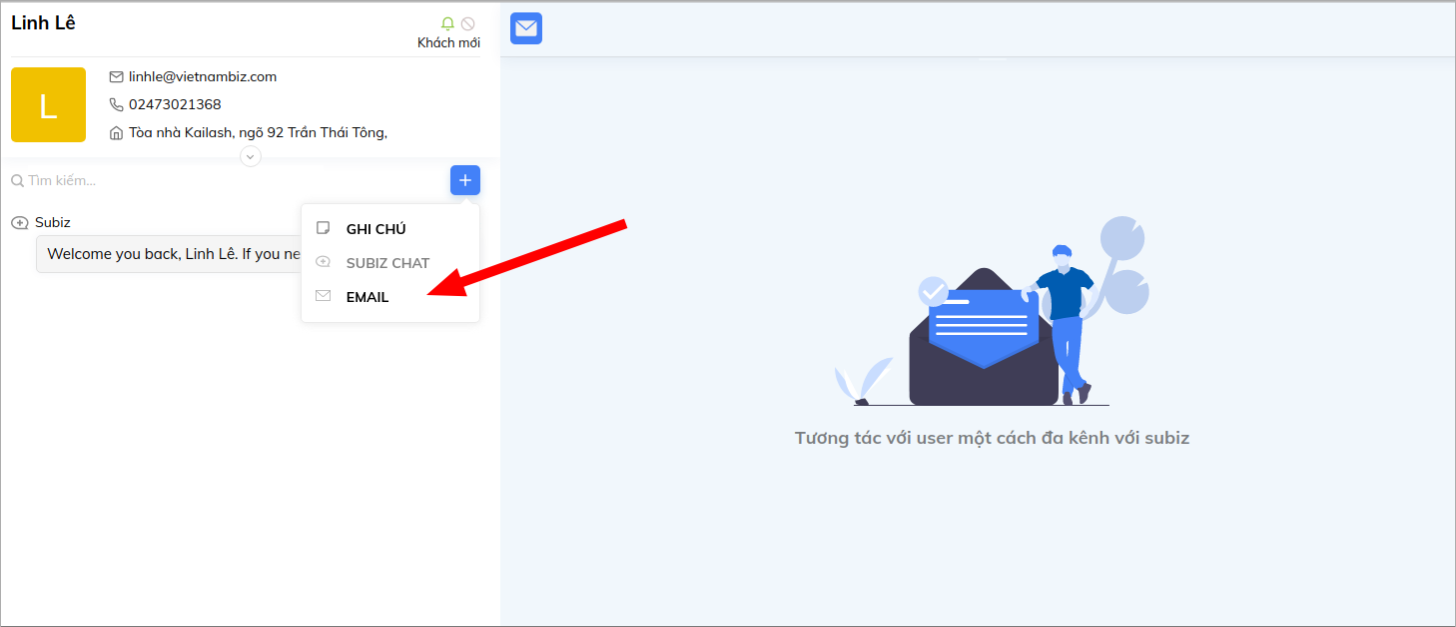 Linh Lê
Khách mới
L
linhle@vietnambiz.com
02473021368
Tòa nhà Kailash, ngõ 92 Trần Thái Tông,
Tìm kiếm...
+
Subiz
Welcome you back, Linh Lê. If you ne
GHI CHÚ
SUBIZ CHAT
EMAIL
Tương tác với user một cách đa kênh với subiz